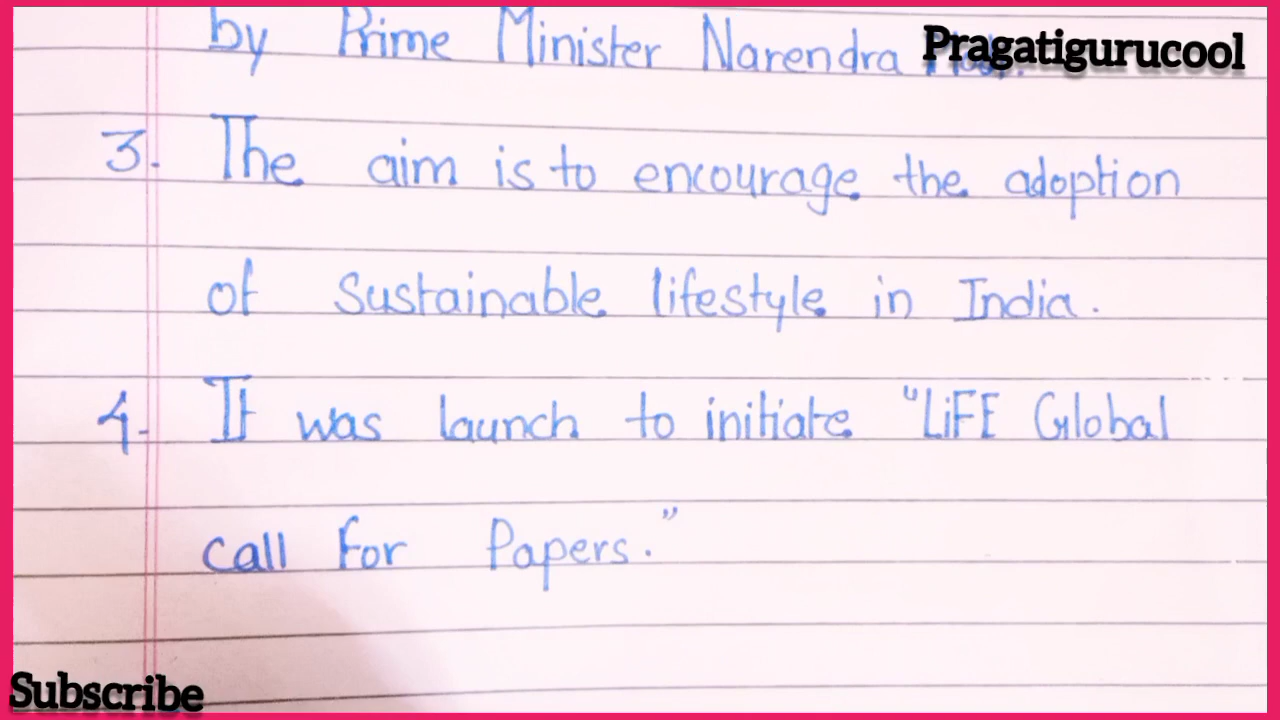 by Prime Minister Narendra
Pragatigurucool
3. The aim is to encourage the adoption
of sustainable lifestyle in India.
4. It was launch to initiate "LiFE Global
call for Papers."
Subscribe